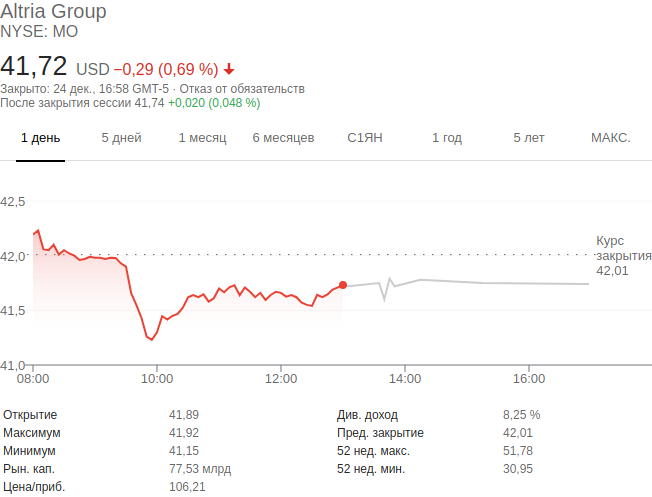 Altria Group
NYSE: MO
41,72 USD −0,29 (0,69 %)
Закрыто: 24 дек., 16:58 GMT-5 · Отказ от обязательств
После закрытия сессии 41,74 +0,020 (0,048 %)
1 день 5 дней 1 месяц 6 месяцев С1ЯН 1 год 5 лет МАКС.
42,5
42,0
41,5
41,0
Курс
закрытия
42,01
08:00 10:00 12:00 14:00 16:00
Открытие 41,89 Див. доход 8,25 %
Максимум 41,92 Пред. закрытие 42,01
Минимум 41,15 52 нед. макс. 51,78
Рын. кап. 77,53 млрд 52 нед. мин. 30,95
Цена/приб. 106,21